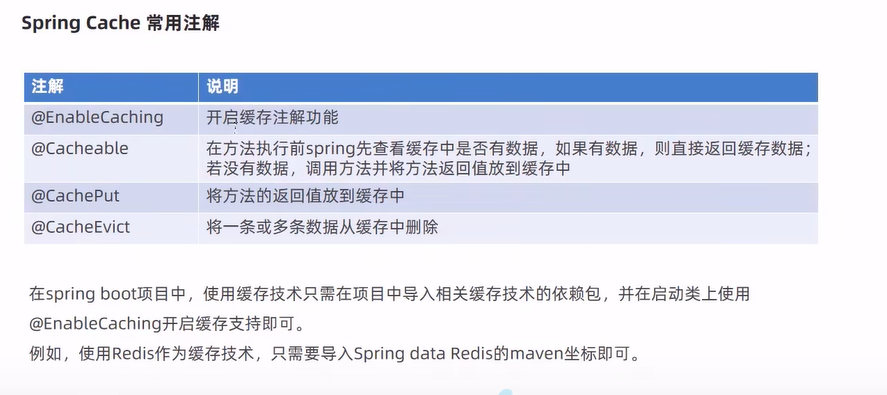 Spring Cache 常用注解
注解 说明
@EnableCaching 开启缓存注解功能
@Cacheable 在方法执行前spring先查看缓存中是否有数据，如果有数据，则直接返回缓存数据；
若没有数据，调用方法并将方法返回值放到缓存中
@CachePut 将方法的返回值放到缓存中
@CacheEvict 将一条或多条数据从缓存中删除
在spring boot项目中，使用缓存技术只需在项目中导入相关缓存技术的依赖包，并在启动类上使用
@EnableCaching开启缓存支持即可。
例如，使用Redis作为缓存技术，只需要导入Spring data Redis的maven坐标即可。